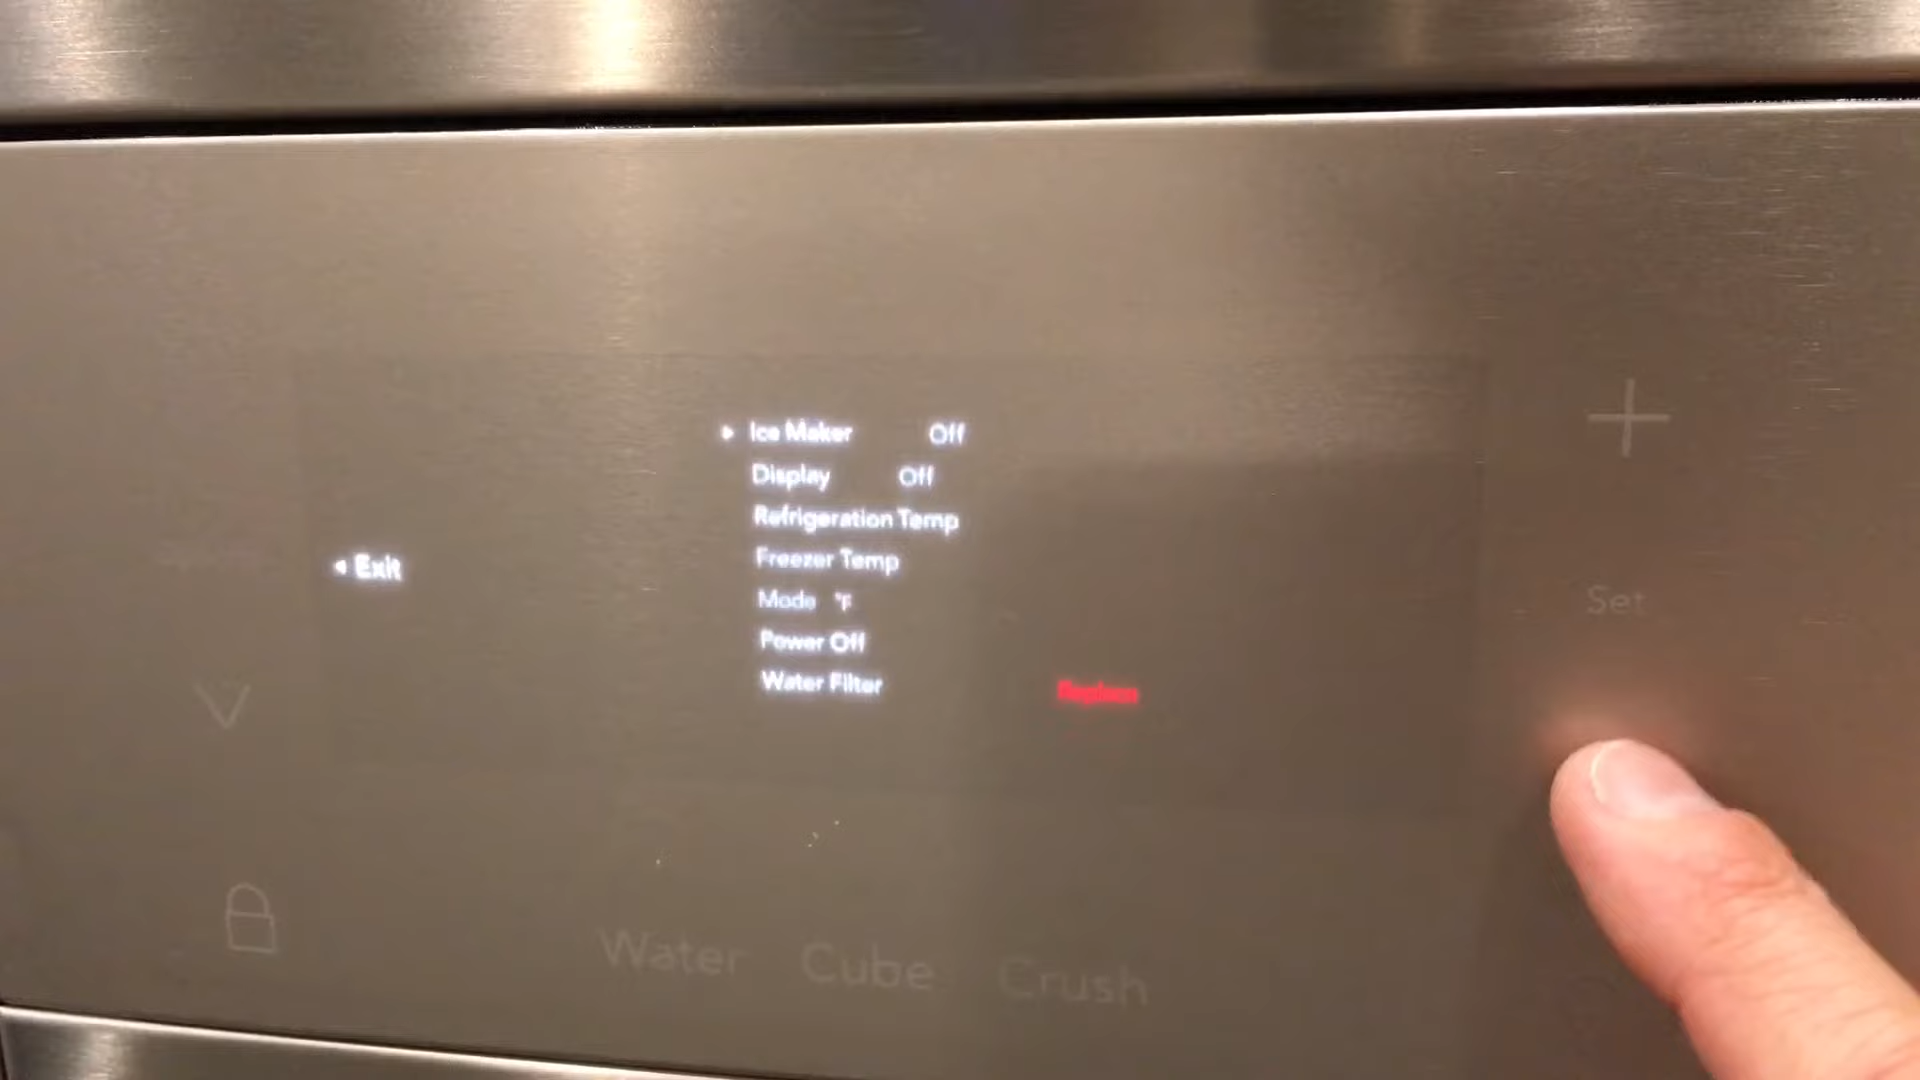 Ice Maker Off
Display Off
Refrigeration Temp
Freezer Temp
Exit
Mode °F
Power Off
Water Filter Replace
Set
Water Cube Crush